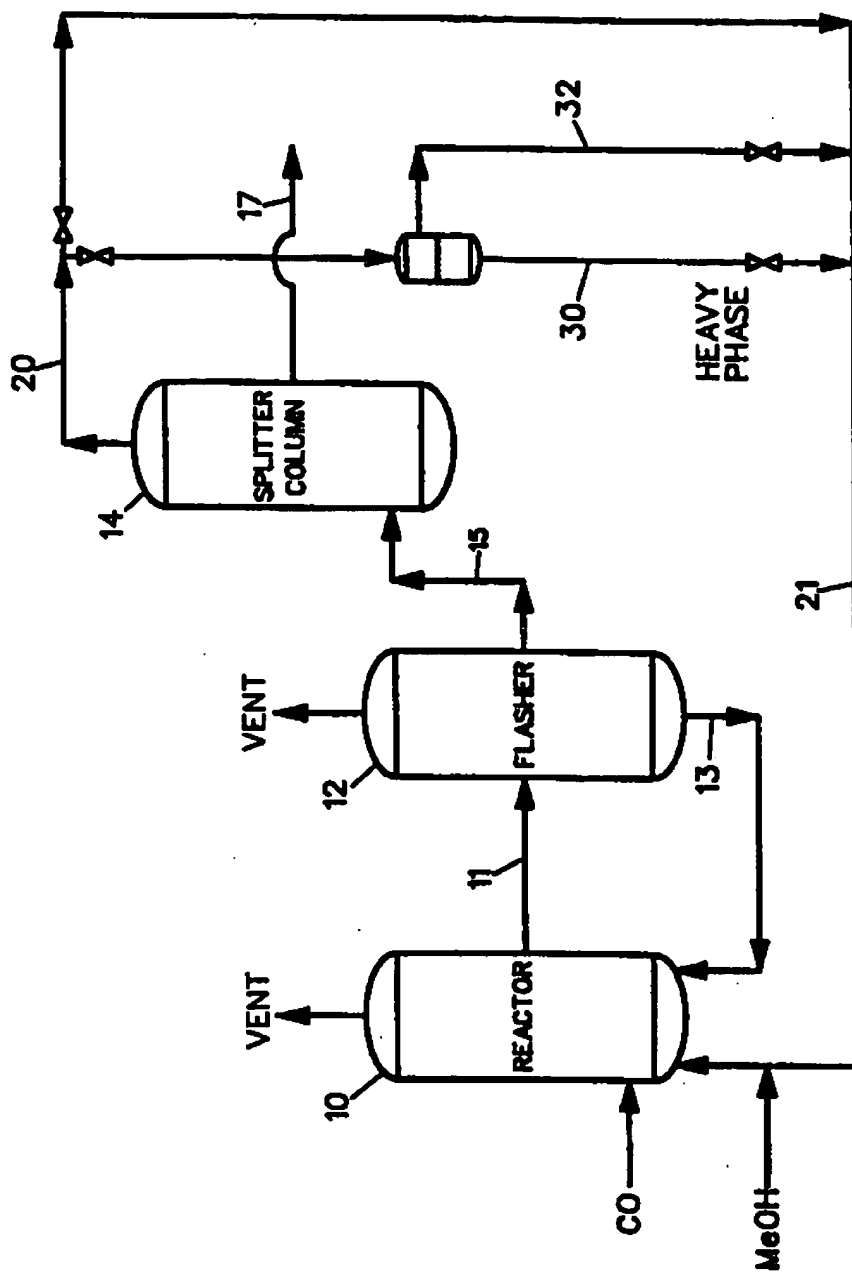 20
17
32
14
SPLITTER
COLUMN
30
HEAVY
PHASE
15
21
VENT
12
FLASHER
13
11
VENT
10
REACTOR
CO
MeOH